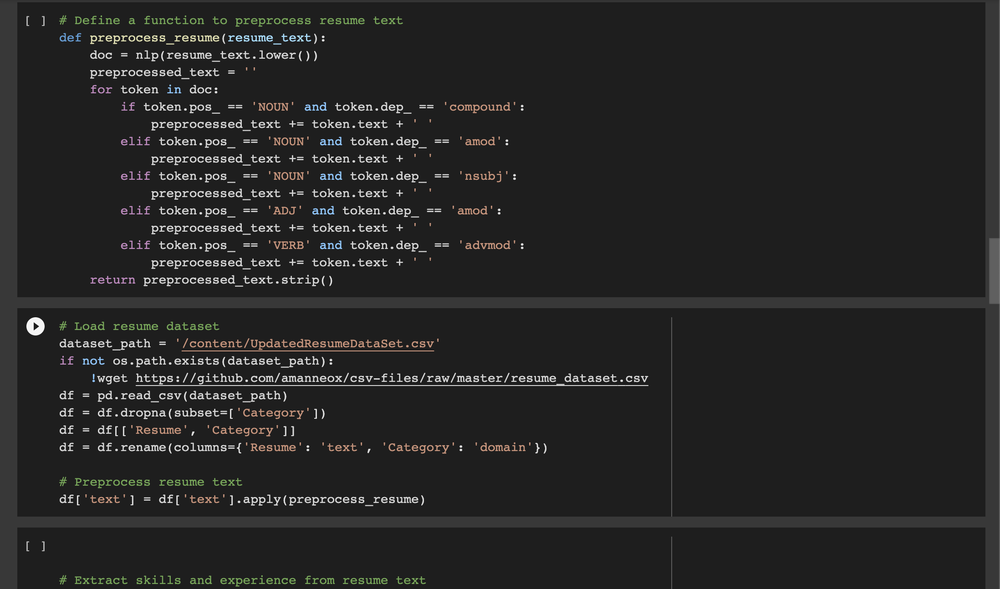 [ ] # Define a function to preprocess resume text
def preprocess_resume(resume_text):
    doc = nlp(resume_text.lower())
    preprocessed_text = ''
    for token in doc:
        if token.pos_ == 'NOUN' and token.dep_ == 'compound':
            preprocessed_text += token.text + ' '
        elif token.pos_ == 'NOUN' and token.dep_ == 'amod':
            preprocessed_text += token.text + ' '
        elif token.pos_ == 'NOUN' and token.dep_ == 'nsubj':
            preprocessed_text += token.text + ' '
        elif token.pos_ == 'ADJ' and token.dep_ == 'amod':
            preprocessed_text += token.text + ' '
        elif token.pos_ == 'VERB' and token.dep_ == 'advmod':
            preprocessed_text += token.text + ' '
    return preprocessed_text.strip()
# Load resume dataset
dataset_path = '/content/UpdatedResumeDataSet.csv'
if not os.path.exists(dataset_path):
    !wget https://github.com/amanneox/csv-files/raw/master/resume_dataset.csv
df = pd.read_csv(dataset_path)
df = df.dropna(subset=['Category'])
df = df[['Resume', 'Category']]
df = df.rename(columns={'Resume': 'text', 'Category': 'domain'})
# Preprocess resume text
df['text'] = df['text'].apply(preprocess_resume)
[ ]
# Extract skills and experience from resume text